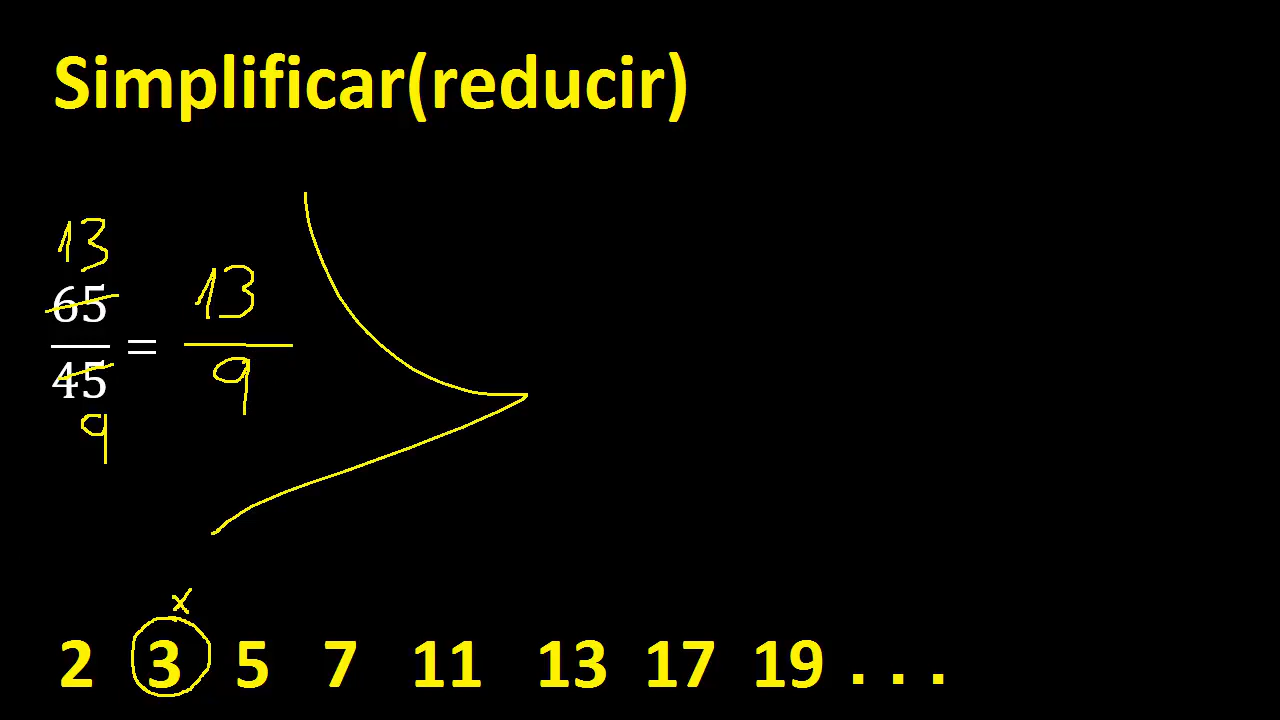 Simplificar(reducir)
13
65
45
9
=
13
9
x
2 3 5 7 11 13 17 19 . . .